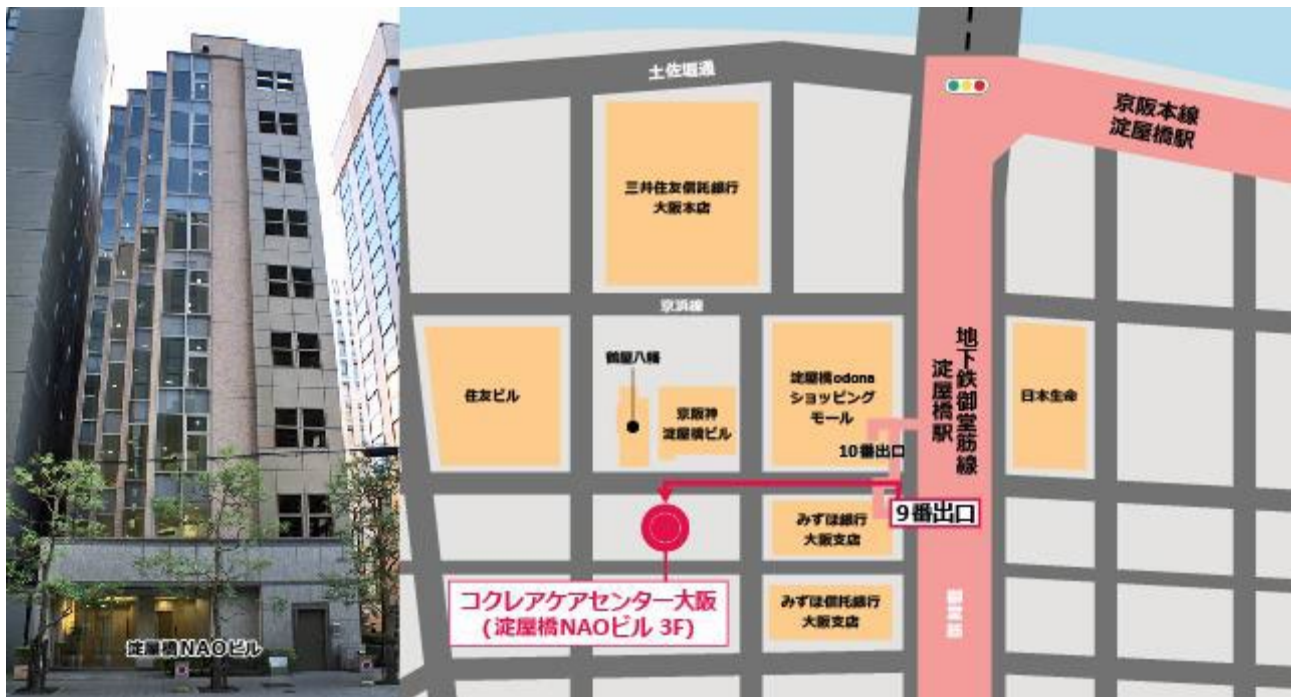 淀屋橋NAOビル
土佐堀通
京阪本線
淀屋橋駅
三井住友信託銀行
大阪本店
京浜線
鶴屋八幡
住友ビル
京阪神
淀屋橋ビル
淀屋橋odona
ショッピング
モール
地下鉄御堂筋線
淀屋橋駅
日本生命
10番出口
9番出口
みずほ銀行
大阪支店
コクレアケアセンター大阪
(淀屋橋NAOビル 3F)
みずほ信託銀行
大阪支店
御堂筋